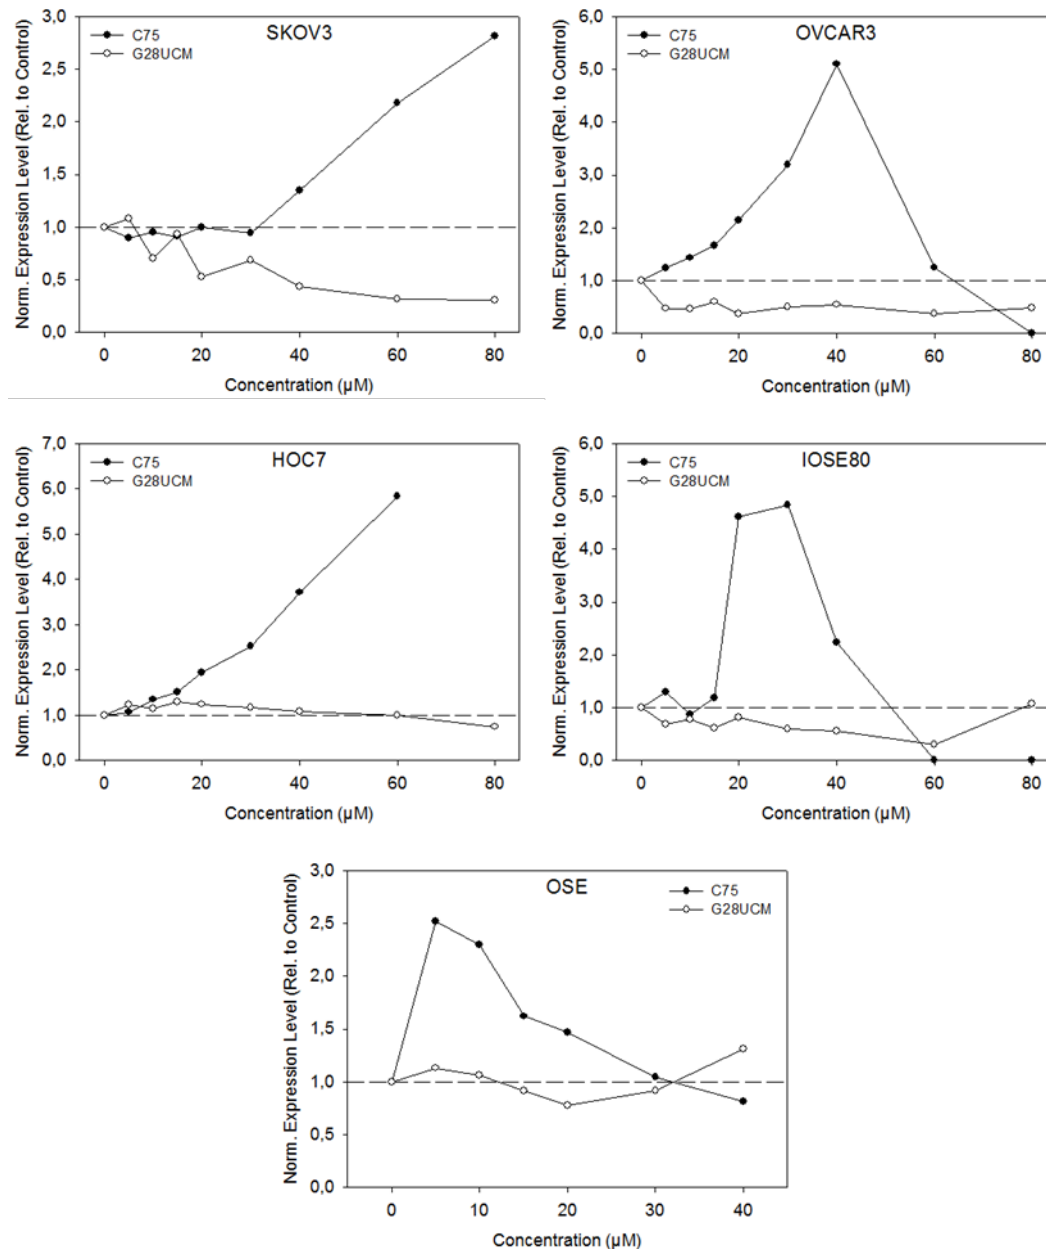 SKOV3
C75
G28UCM
Norm. Expression Level (Rel. to Control)
3,0
2,5
2,0
1,5
1,0
0,5
0,0
0 20 40 60 80
Concentration (µM)
OVCAR3
C75
G28UCM
Norm. Expression Level (Rel. to Control)
6,0
5,0
4,0
3,0
2,0
1,0
0,0
0 20 40 60 80
Concentration (µM)
HOC7
C75
G28UCM
Norm. Expression Level (Rel. to Control)
7,0
6,0
5,0
4,0
3,0
2,0
1,0
0,0
0 20 40 60 80
Concentration (µM)
IOSE80
C75
G28UCM
Norm. Expression Level (Rel. to Control)
6,0
5,0
4,0
3,0
2,0
1,0
0,0
0 20 40 60 80
Concentration (µM)
OSE
C75
G28UCM
Norm. Expression Level (Rel. to Control)
3,0
2,5
2,0
1,5
1,0
0,5
0,0
0 10 20 30 40
Concentration (µM)